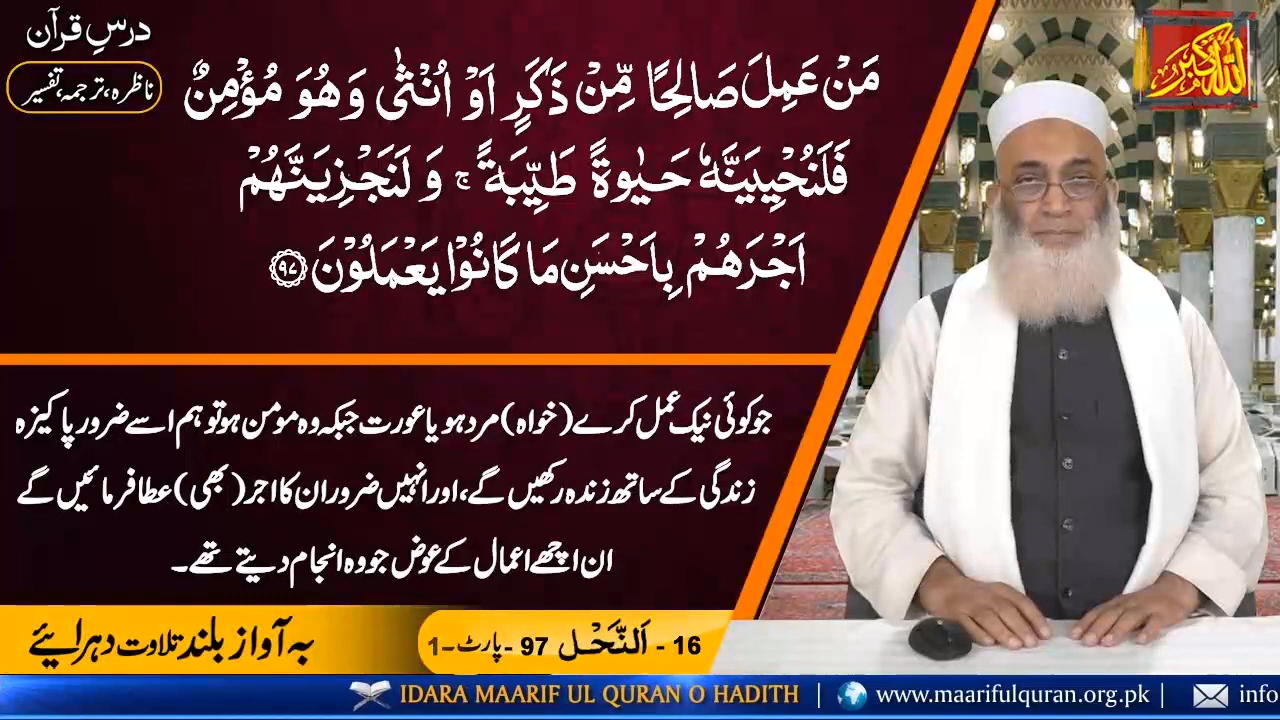 درسِ قرآن
ناظرہ، ترجمہ، تفسیر
مَنْ عَمِلَ صَالِحًا مِّنْ ذَكَرٍ اَوْ اُنْثٰى وَهُوَ مُؤْمِنٌ
فَلَنُحْيِيَنَّهٗ حَيٰوةً طَيِّبَةً ۚ وَلَنَجْزِيَنَّهُمْ
اَجْرَهُمْ بِاَحْسَنِ مَا كَانُوْا يَعْمَلُوْنَ ۝۹۷
جو کوئی نیک عمل کرے (خواہ) مرد ہو یا عورت جبکہ وہ مومن ہو تو ہم اسے ضرور پاکیزہ
زندگی کے ساتھ زندہ رکھیں گے، اور انہیں ضرور ان کا اجر (بھی) عطا فرمائیں گے
ان اچھے اعمال کے عوض جو وہ انجام دیتے تھے۔
16 - اَلنَّحْل 97 - پارٹ - 1
بہ آواز بلند تلاوت دہرائیے
اللہ اکبر
IDARA MAARIF UL QURAN O HADITH | www.maarifulquran.org.pk | info